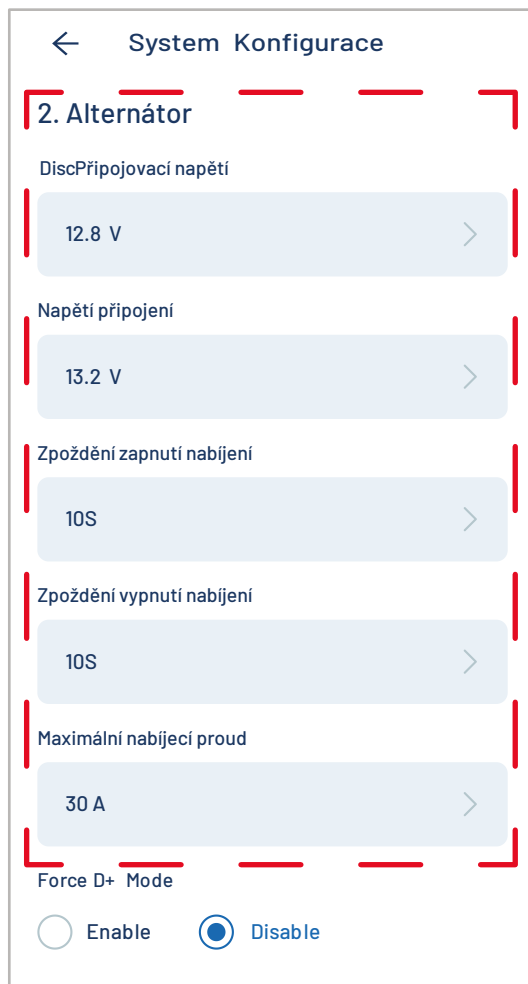 System Konfigurace
2. Alternátor
DiscPřipojovací napětí
12.8 V
Napětí připojení
13.2 V
Zpoždění zapnutí nabíjení
10S
Zpoždění vypnutí nabíjení
10S
Maximální nabíjecí proud
30 A
Force D+ Mode
Enable Disable